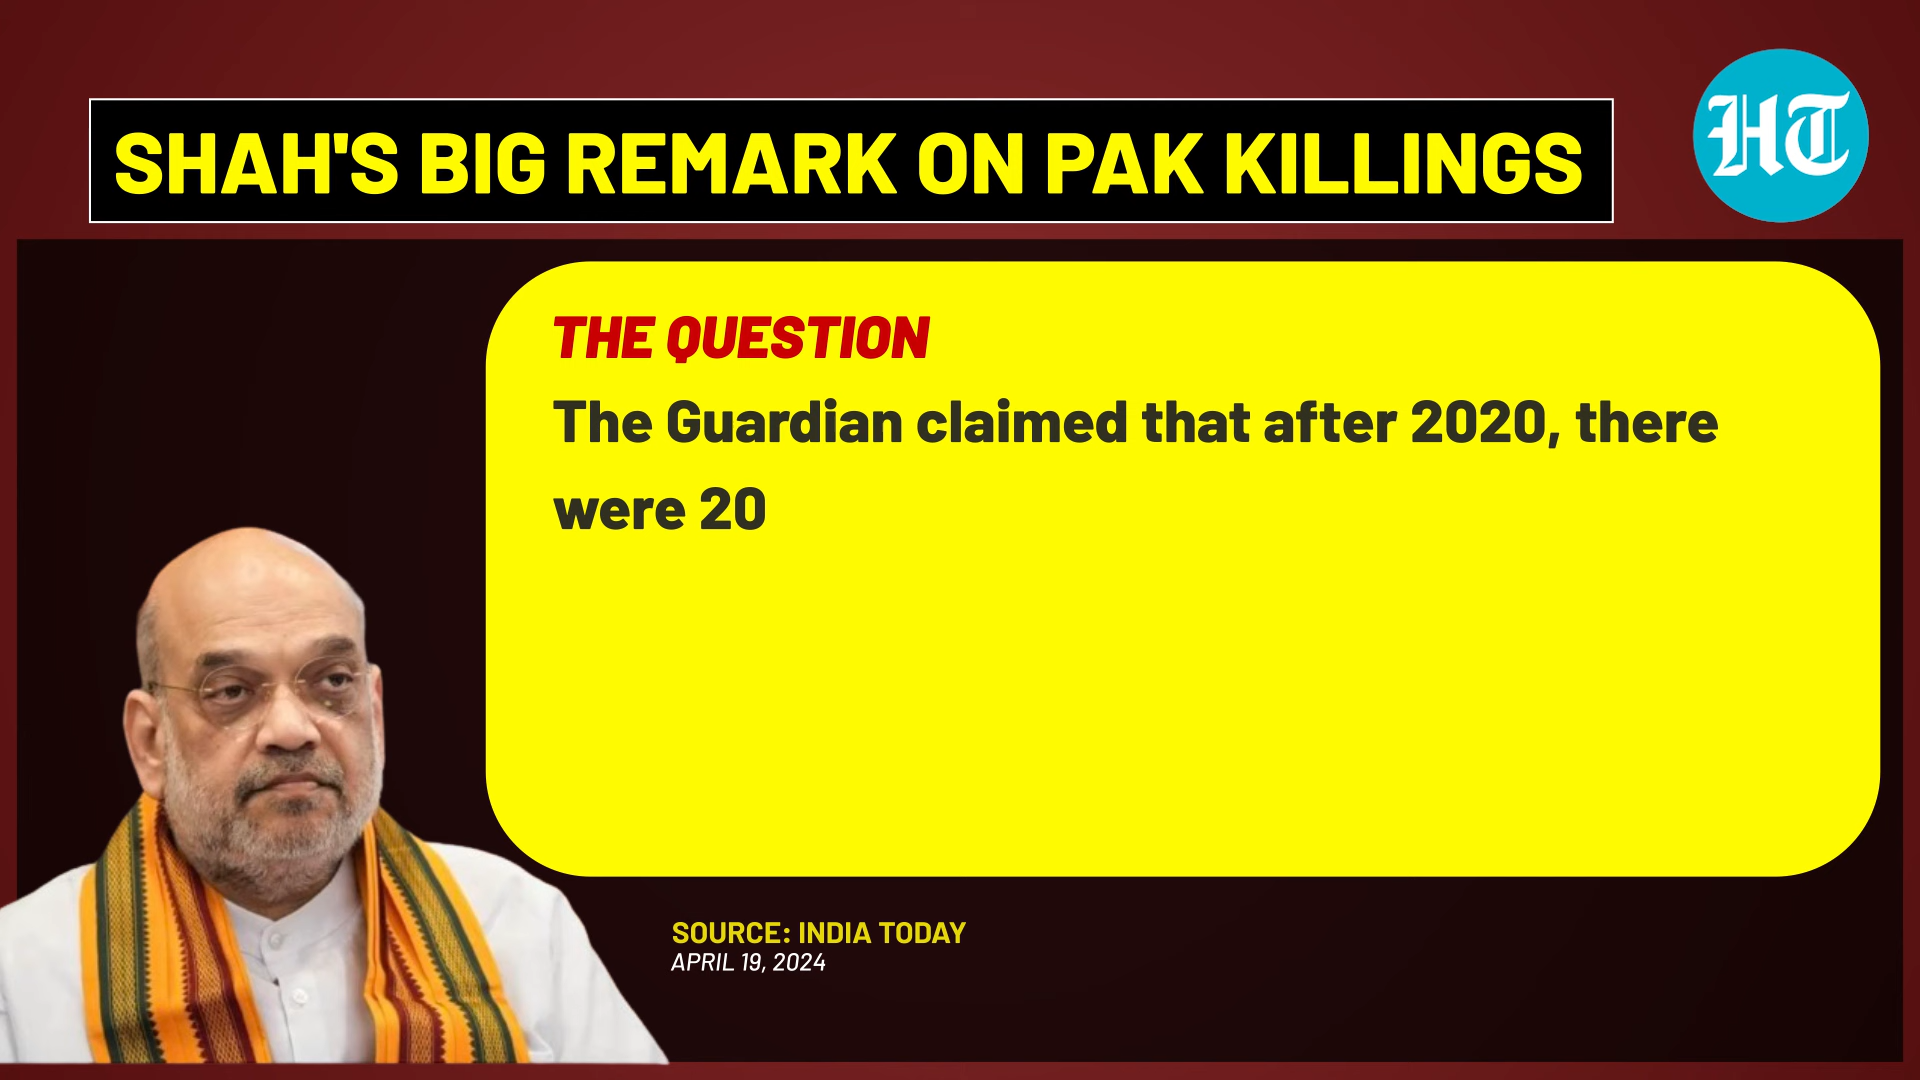 SHAH'S BIG REMARK ON PAK KILLINGS
HT
THE QUESTION
The Guardian claimed that after 2020, there
were 20
SOURCE: INDIA TODAY
APRIL 19, 2024